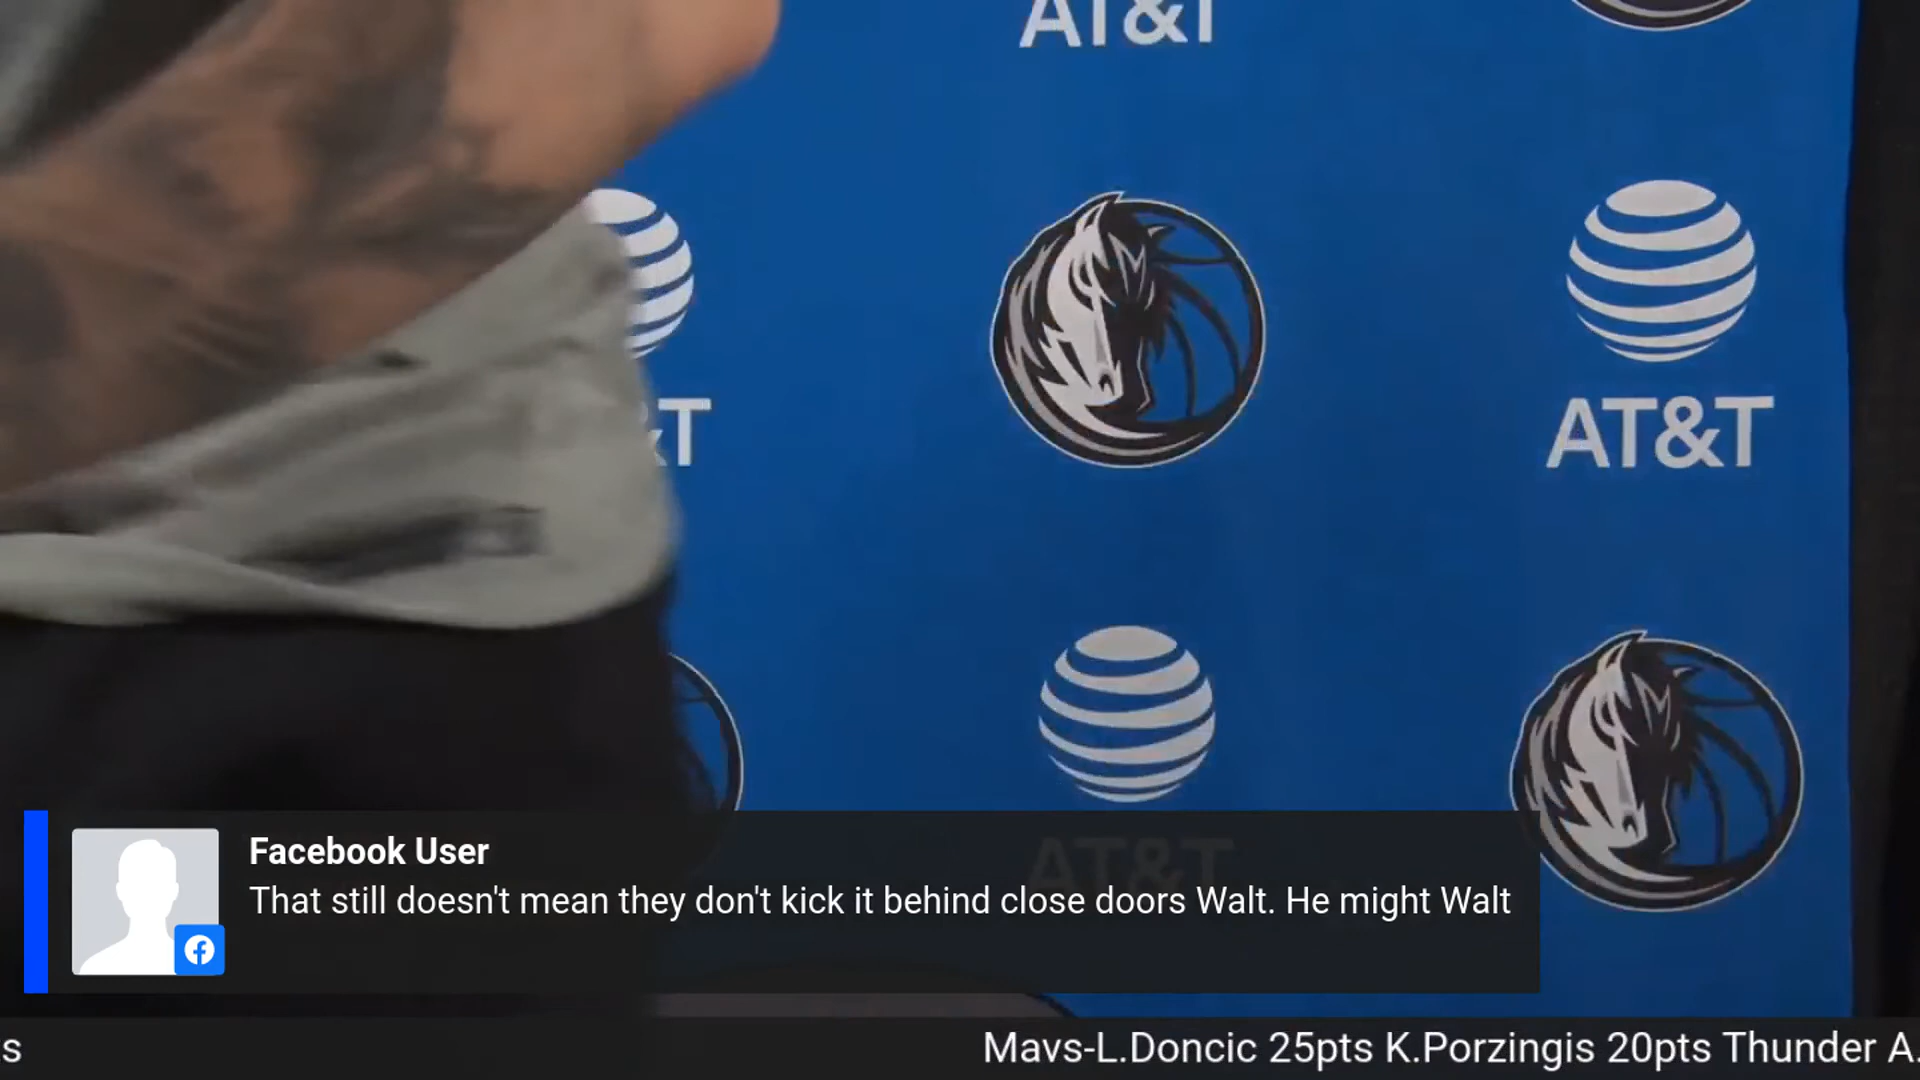 AT&T
&T
AT&T
AT&T
Facebook User
That still doesn't mean they don't kick it behind close doors Walt. He might Walt
s
Mavs-L.Doncic 25pts K.Porzingis 20pts Thunder A.